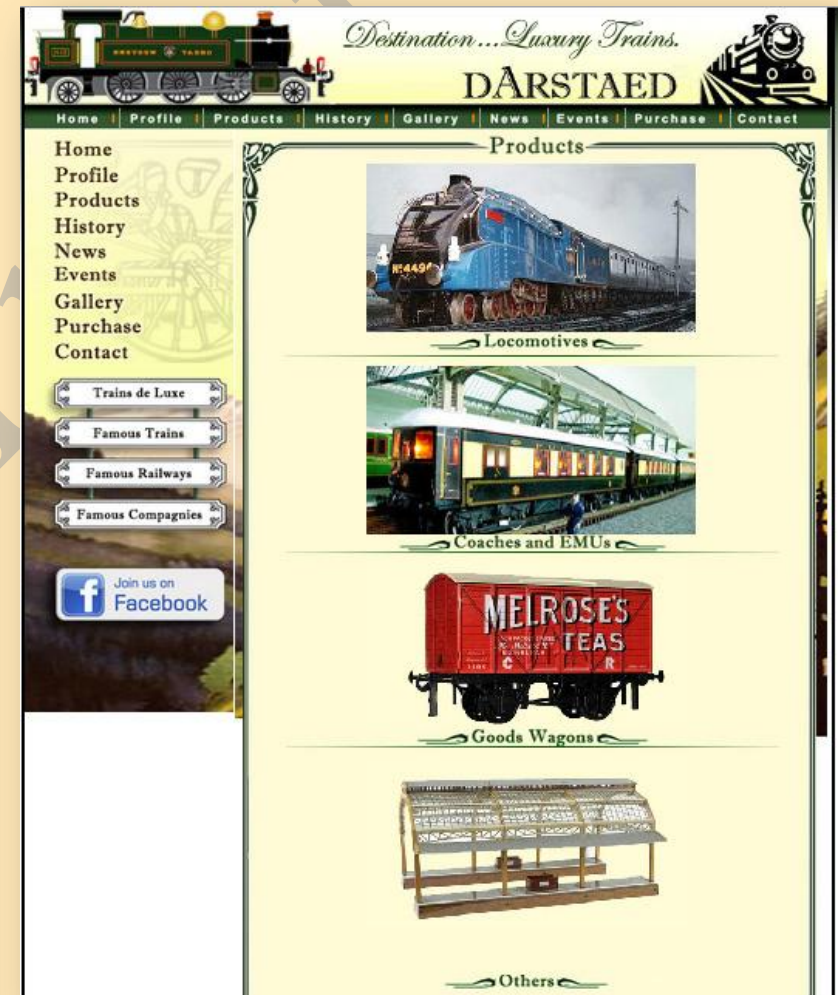 Destination...Luxury Trains.
DARSTAED
Home Profile Products History Gallery News Events Purchase Contact
Home
Profile
Products
History
News
Events
Gallery
Purchase
Contact
Trains de Luxe
Famous Trains
Famous Railways
Famous Compagnies
Join us on
Facebook
Products
Locomotives
Coaches and EMUs
MELROSE'S
TEAS
C R
Goods Wagons
Others